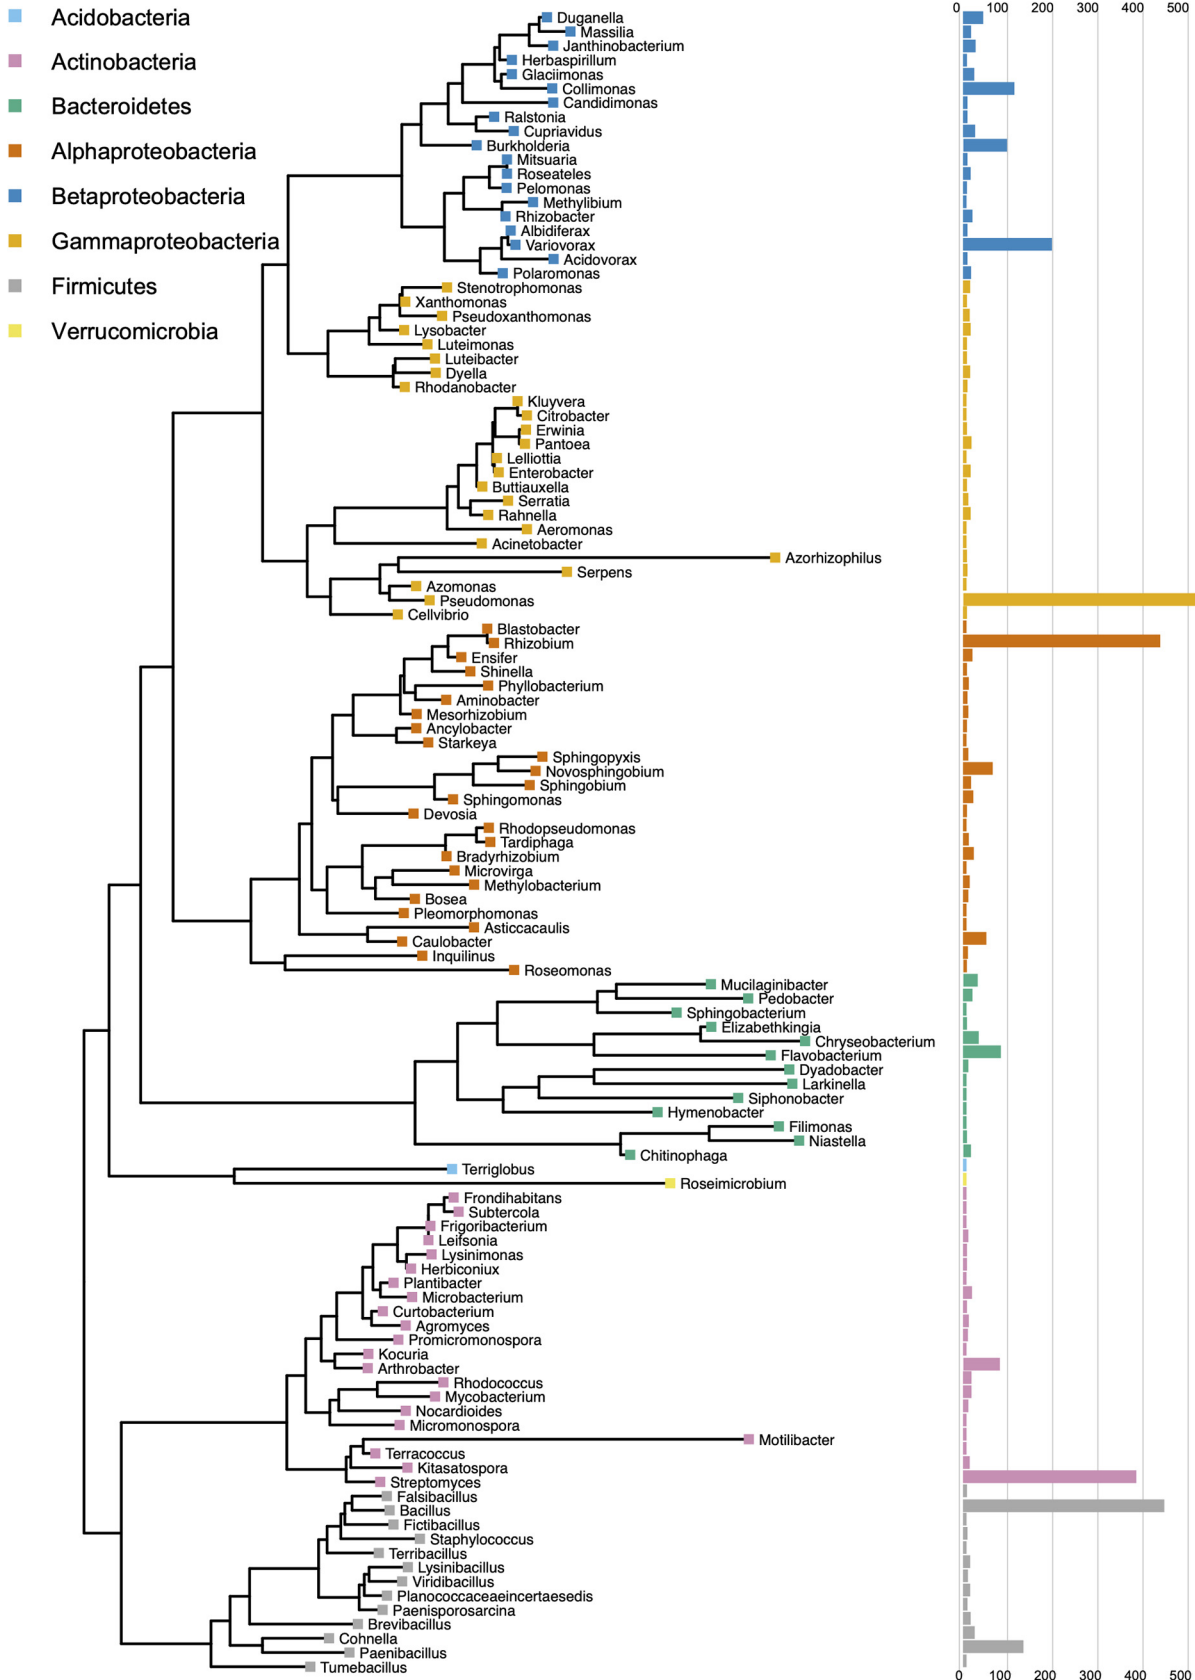 Acidobacteria
Actinobacteria
Bacteroidetes
Alphaproteobacteria
Betaproteobacteria
Gammaproteobacteria
Firmicutes
Verrucomicrobia
0 100 200 300 400 500
Duganella
Massilia
Janthinobacterium
Herbaspirillum
Glaciimonas
Collimonas
Candidimonas
Ralstonia
Cupriavidus
Burkholderia
Mitsuaria
Roseateles
Pelomonas
Methylibium
Rhizobacter
Albidiferax
Variovorax
Acidovorax
Polaromonas
Stenotrophomonas
Xanthomonas
Pseudoxanthomonas
Lysobacter
Luteimonas
Luteibacter
Dyella
Rhodanobacter
Kluyvera
Citrobacter
Erwinia
Pantoea
Lelliottia
Enterobacter
Buttiauxella
Serratia
Rahnella
Aeromonas
Acinetobacter
Azorhizophilus
Serpens
Azomonas
Pseudomonas
Cellvibrio
Blastobacter
Rhizobium
Ensifer
Shinella
Phyllobacterium
Aminobacter
Mesorhizobium
Ancylobacter
Starkeya
Sphingopyxis
Novosphingobium
Sphingobium
Sphingomonas
Devosia
Rhodopseudomonas
Tardiphaga
Bradyrhizobium
Microvirga
Methylobacterium
Bosea
Pleomorphomonas
Asticcacaulis
Caulobacter
Inquilinus
Roseomonas
Mucilaginibacter
Pedobacter
Sphingobacterium
Elizabethkingia
Chryseobacterium
Flavobacterium
Dyadobacter
Larkinella
Siphonobacter
Hymenobacter
Filimonas
Niastella
Chitinophaga
Terriglobus
Roseimicrobium
Frondihabitans
Subtercola
Frigoribacterium
Leifsonia
Lysinimonas
Herbiconiux
Plantibacter
Microbacterium
Curtobacterium
Agromyces
Promicromonospora
Kocuria
Arthrobacter
Rhodococcus
Mycobacterium
Nocardioides
Micromonospora
Motilibacter
Terracoccus
Kitasatospora
Streptomyces
Falsibacillus
Bacillus
Fictibacillus
Staphylococcus
Terribacillus
Lysinibacillus
Viridibacillus
Planococcaceaeincertaesedis
Paenisporosarcina
Brevibacillus
Cohnella
Paenibacillus
Tumebacillus
0 100 200 300 400 500